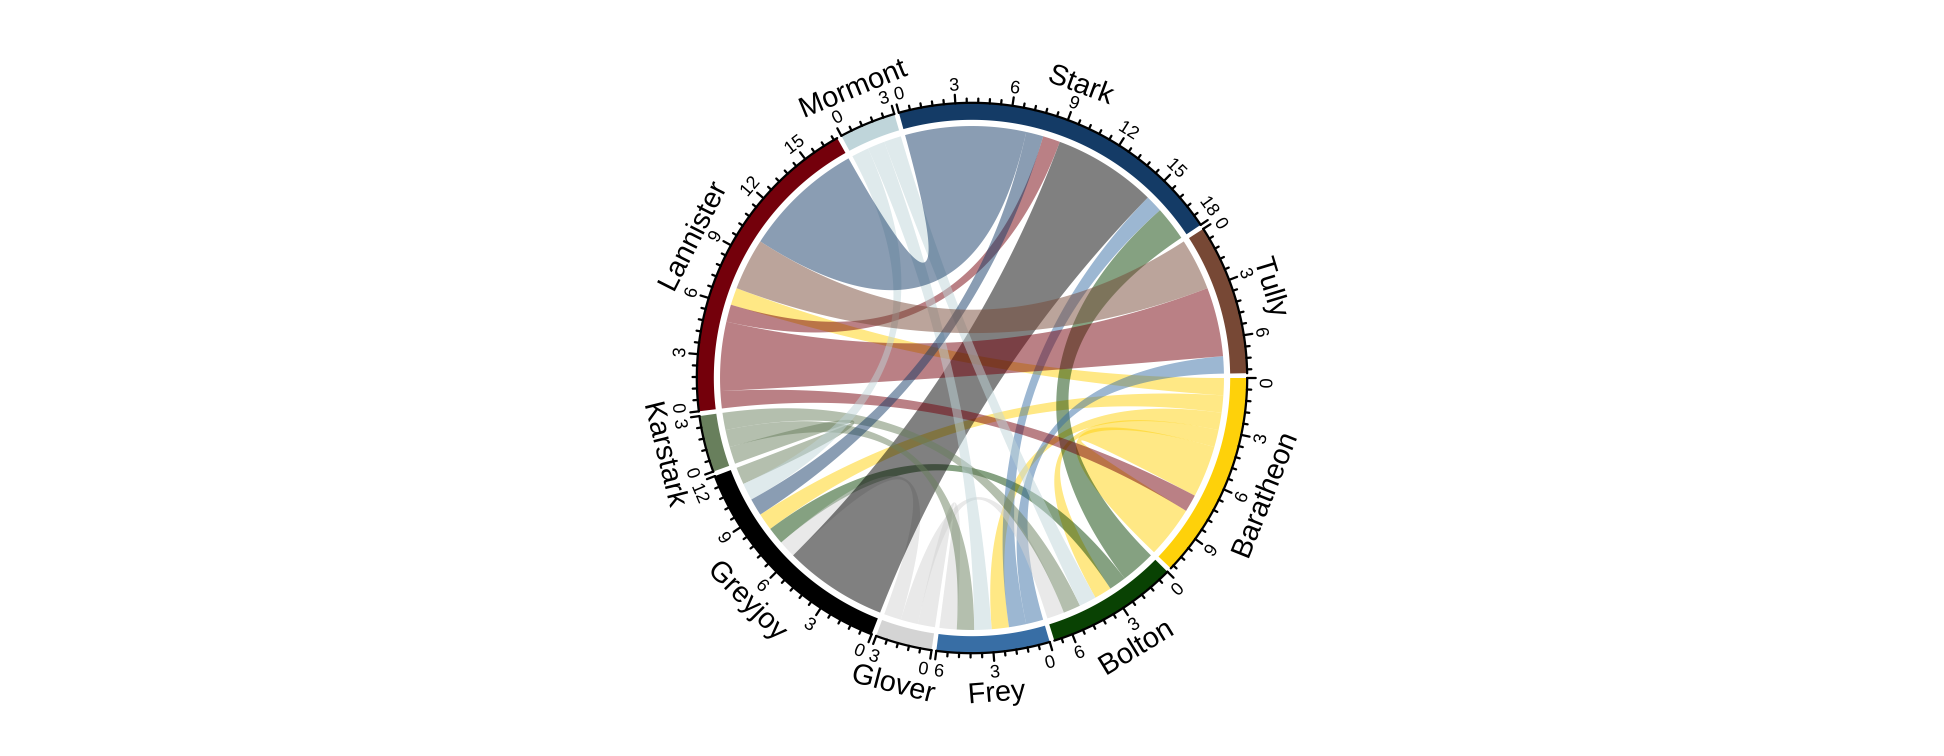 Stark
0 3 6 9 12 15 18
Tully
0 3 6
Baratheon
0 3 6 9
Bolton
0 3 6
Frey
0 3 6
Glover
0 3
Greyjoy
0 3 6 9 12
Karstark
0 3
Lannister
0 3 6 9 12 15
Mormont
0 3